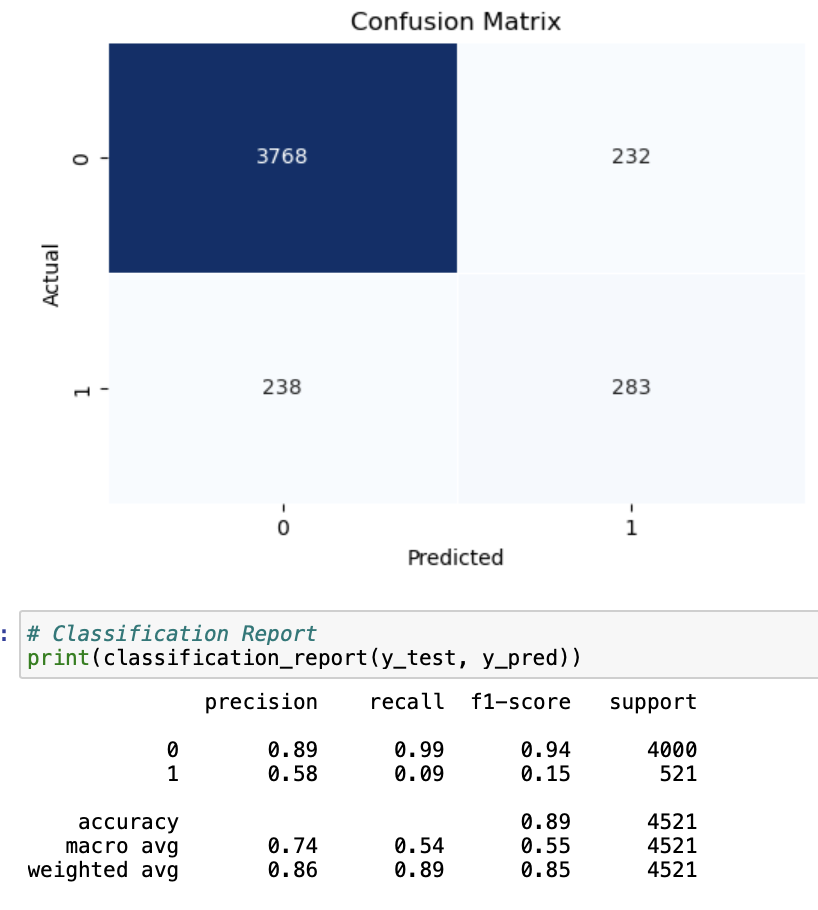 Confusion Matrix
Actual
0
3768
232
1
238
283
0
1
Predicted
:
# Classification Report
print(classification_report(y_test, y_pred))
precision recall f1-score support
0 0.89 0.99 0.94 4000
1 0.58 0.09 0.15 521
accuracy 0.89 4521
macro avg 0.74 0.54 0.55 4521
weighted avg 0.86 0.89 0.85 4521